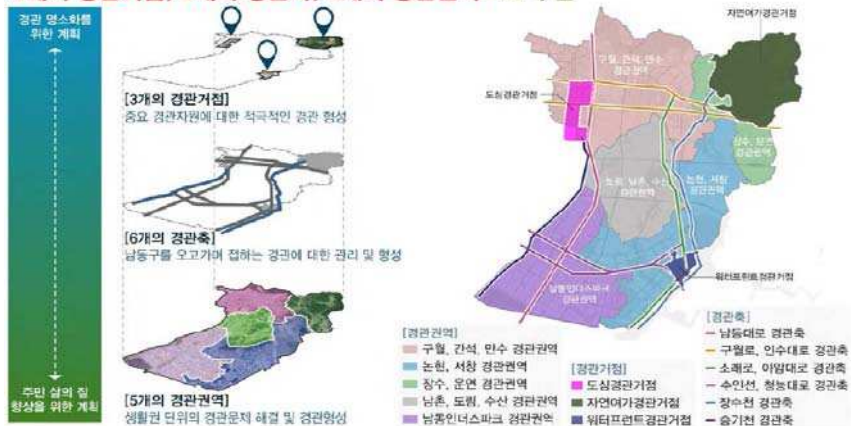 경관 명소화를
위한 계획
[3개의 경관거점]
중요 경관자원에 대한 적극적인 경관 형성
[6개의 경관축]
남동구를 오고가며 접하는 경관에 대한 관리 및 형성
[5개의 경관권역]
생활권 단위의 경관문제 해결 및 경관형성
주민 삶의 질
향상을 위한 계획
자연여가경관거점
구월, 간석, 만수
경관권역
도심경관거점
장수, 운연
경관권역
논현, 서창
경관권역
남촌, 도림, 수산
경관권역
워터프런트경관거점
남동인더스파크
경관권역
[경관권역]
구월, 간석, 만수 경관권역
논현, 서창 경관권역
장수, 운연 경관권역
남촌, 도림, 수산 경관권역
남동인더스파크 경관권역
[경관거점]
도심경관거점
자연여가경관거점
워터프런트경관거점
[경관축]
남동대로 경관축
구월로, 인수대로 경관축
소래로, 아암대로 경관축
수인선, 청능대로 경관축
장수천 경관축
승기천 경관축